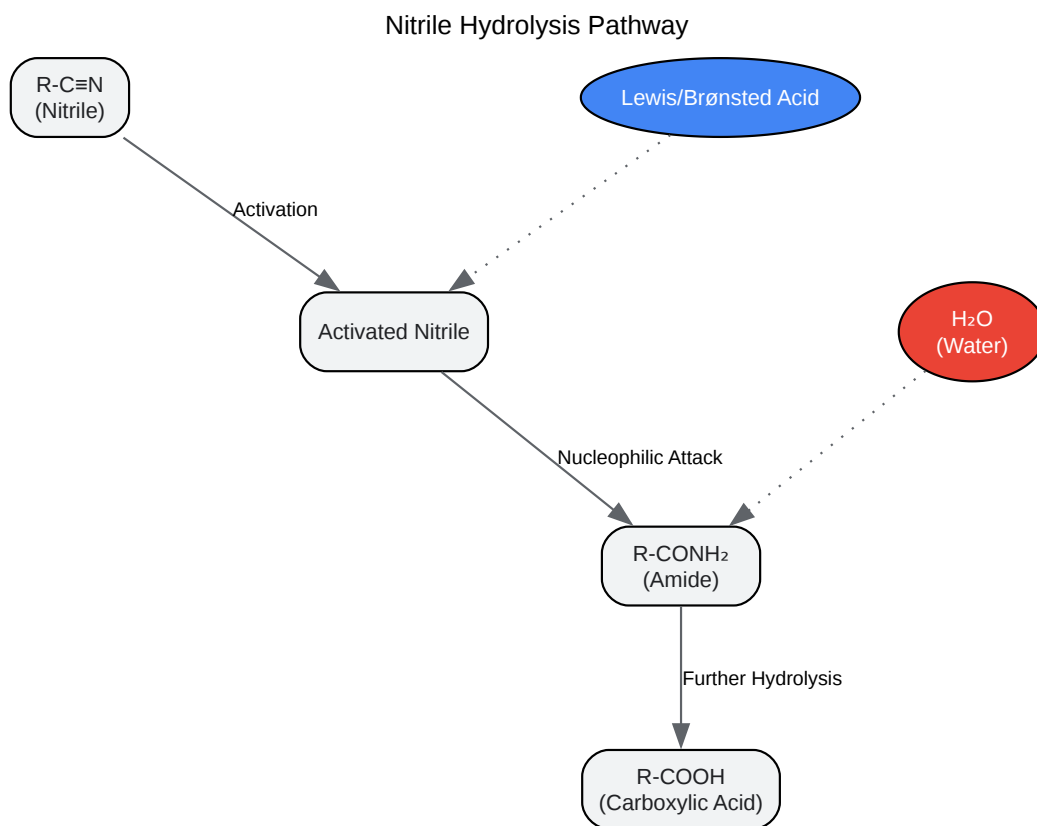 Nitrile Hydrolysis Pathway
R-C≡N
(Nitrile)
Lewis/Brønsted Acid
Activation
Activated Nitrile
H₂O
(Water)
Nucleophilic Attack
R-CONH₂
(Amide)
Further Hydrolysis
R-COOH
(Carboxylic Acid)